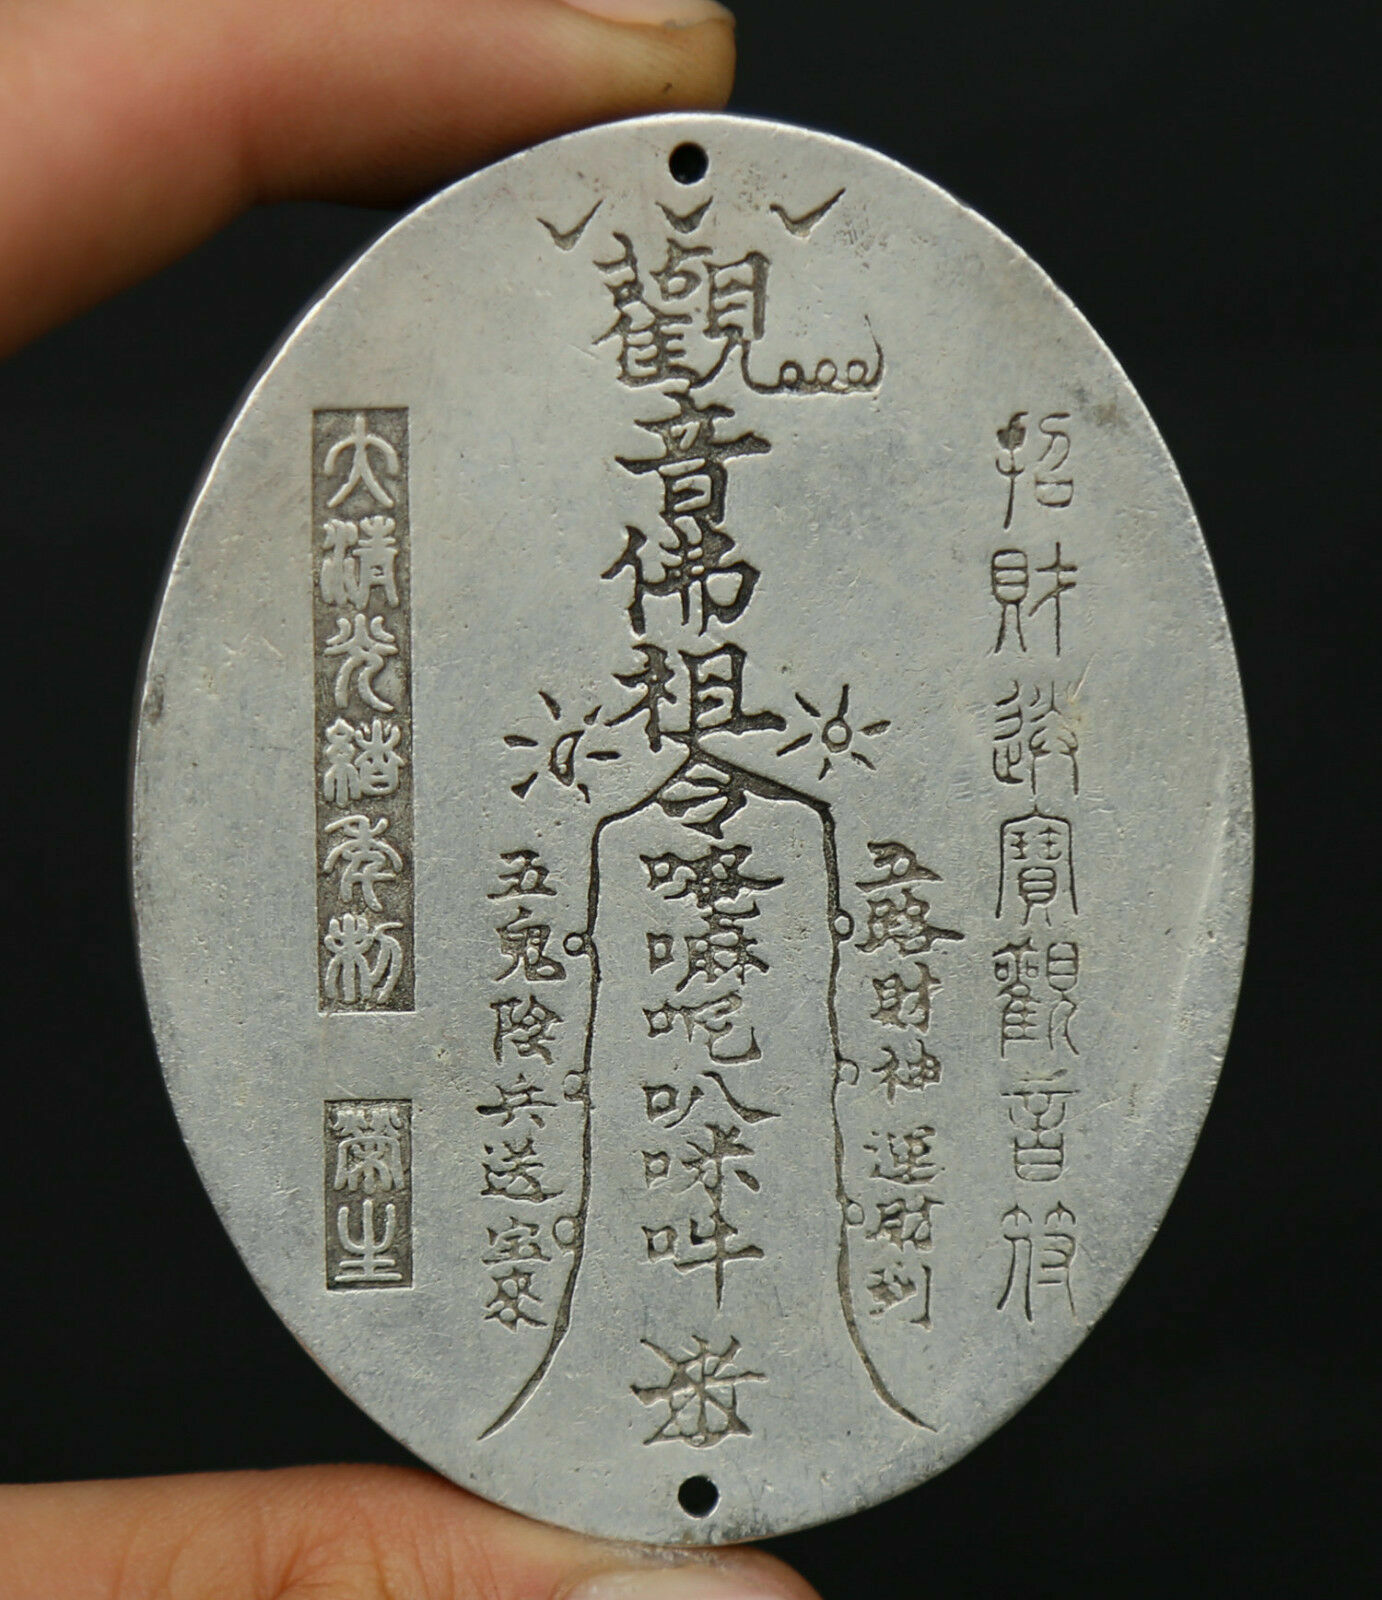 招財送寶觀音符
五路財神運財到
觀音佛祖令唵嘛呢叭咪吽
五鬼陰兵送宝來
大清光緒年制
榮生